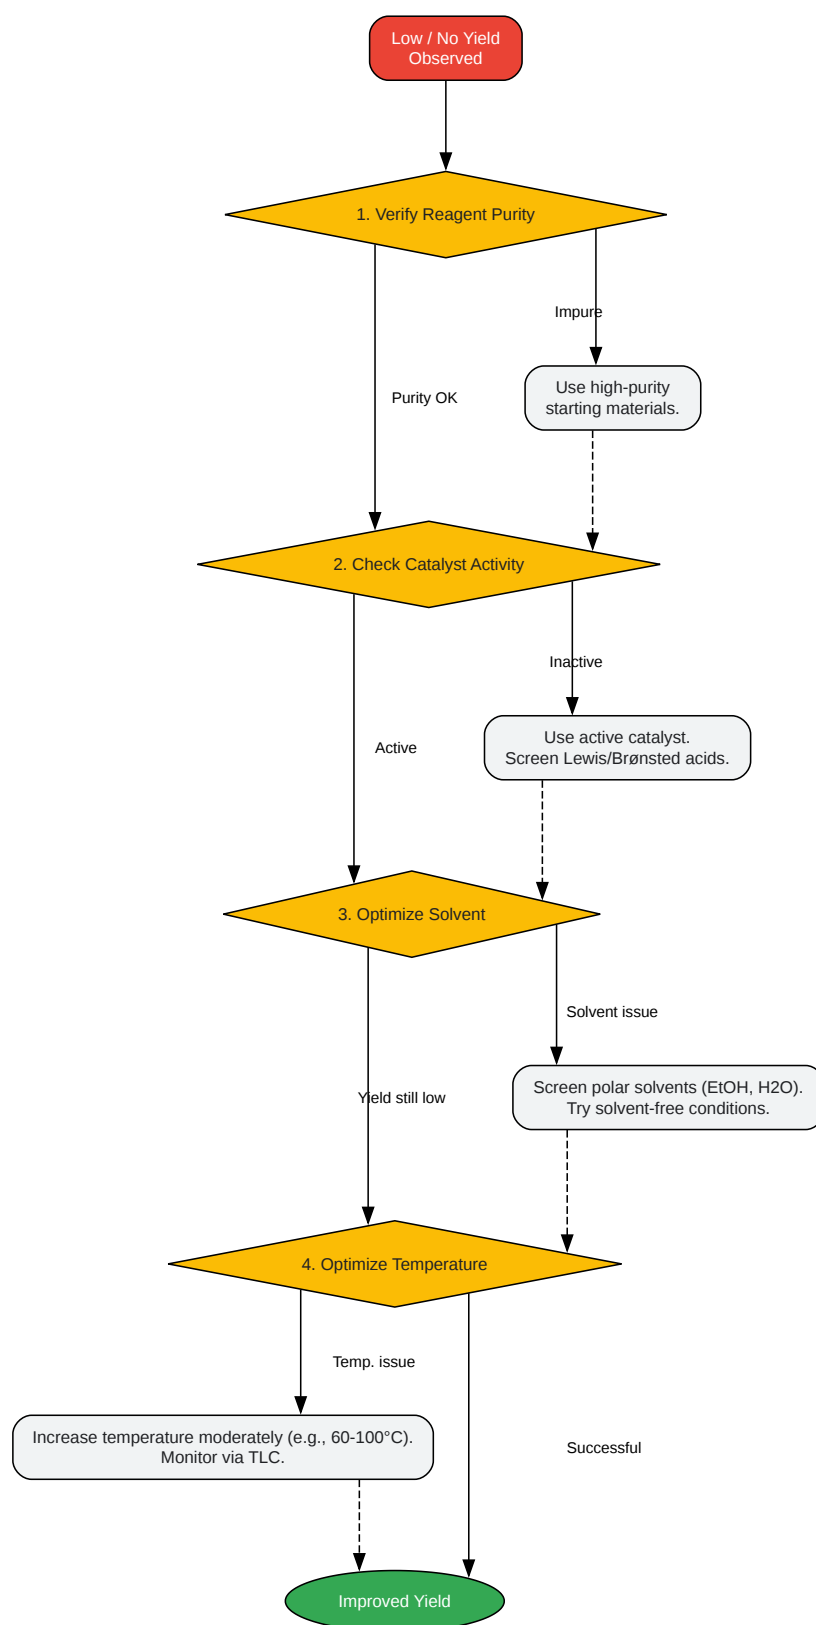 Low / No Yield
Observed
1. Verify Reagent Purity
Impure
Use high-purity
starting materials.
Purity OK
2. Check Catalyst Activity
Inactive
Use active catalyst.
Screen Lewis/Brønsted acids.
Active
3. Optimize Solvent
Solvent issue
Screen polar solvents (EtOH, H2O).
Try solvent-free conditions.
Yield still low
4. Optimize Temperature
Temp. issue
Increase temperature moderately (e.g., 60-100°C).
Monitor via TLC.
Successful
Improved Yield